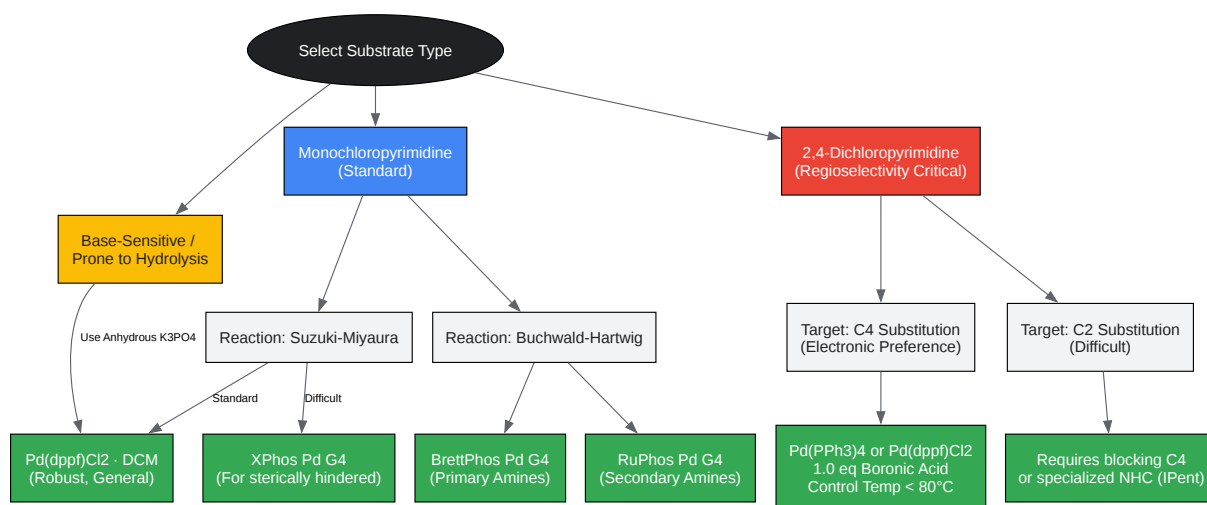 Select Substrate Type
Monochloropyrimidine
(Standard)
2,4-Dichloropyrimidine
(Regioselectivity Critical)
Base-Sensitive /
Prone to Hydrolysis
Use Anhydrous K3PO4
Reaction: Suzuki-Miyaura
Reaction: Buchwald-Hartwig
Target: C4 Substitution
(Electronic Preference)
Target: C2 Substitution
(Difficult)
Standard
Difficult
Pd(dppf)Cl2 · DCM
(Robust, General)
XPhos Pd G4
(For sterically hindered)
BrettPhos Pd G4
(Primary Amines)
RuPhos Pd G4
(Secondary Amines)
Pd(PPh3)4 or Pd(dppf)Cl2
1.0 eq Boronic Acid
Control Temp < 80°C
Requires blocking C4
or specialized NHC (IPent)